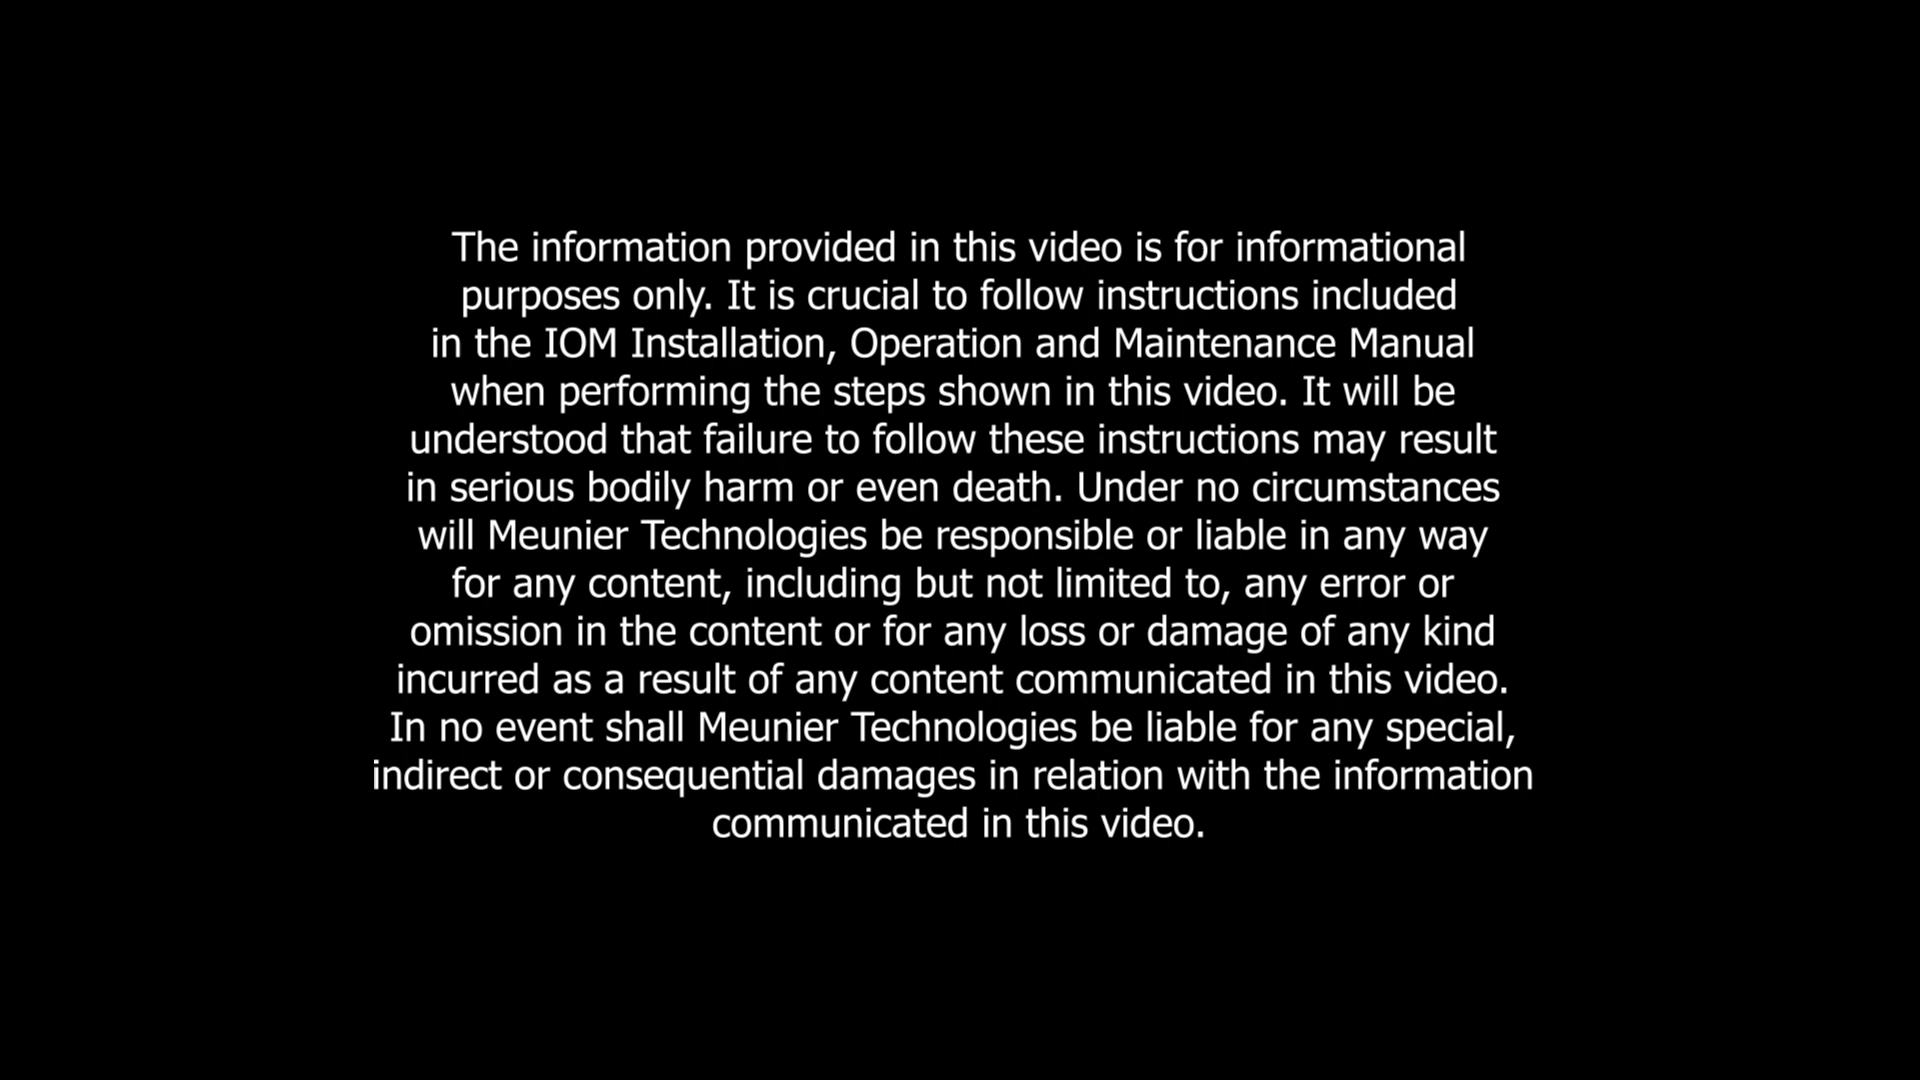 The information provided in this video is for informational
purposes only. It is crucial to follow instructions included
in the IOM Installation, Operation and Maintenance Manual
when performing the steps shown in this video. It will be
understood that failure to follow these instructions may result
in serious bodily harm or even death. Under no circumstances
will Meunier Technologies be responsible or liable in any way
for any content, including but not limited to, any error or
omission in the content or for any loss or damage of any kind
incurred as a result of any content communicated in this video.
In no event shall Meunier Technologies be liable for any special,
indirect or consequential damages in relation with the information
communicated in this video.